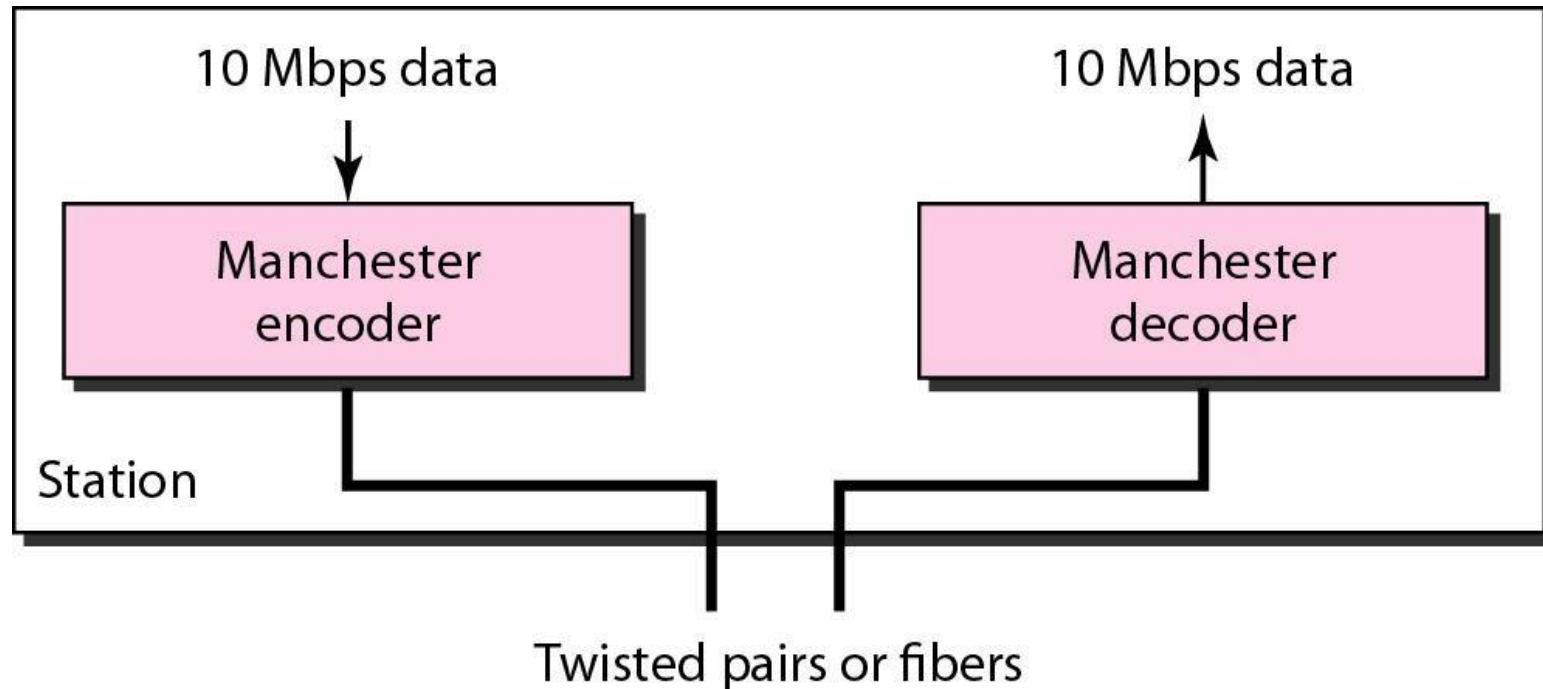 10 Mbps data
10 Mbps data
Manchester
encoder
Manchester
decoder
Station
Twisted pairs or fibers